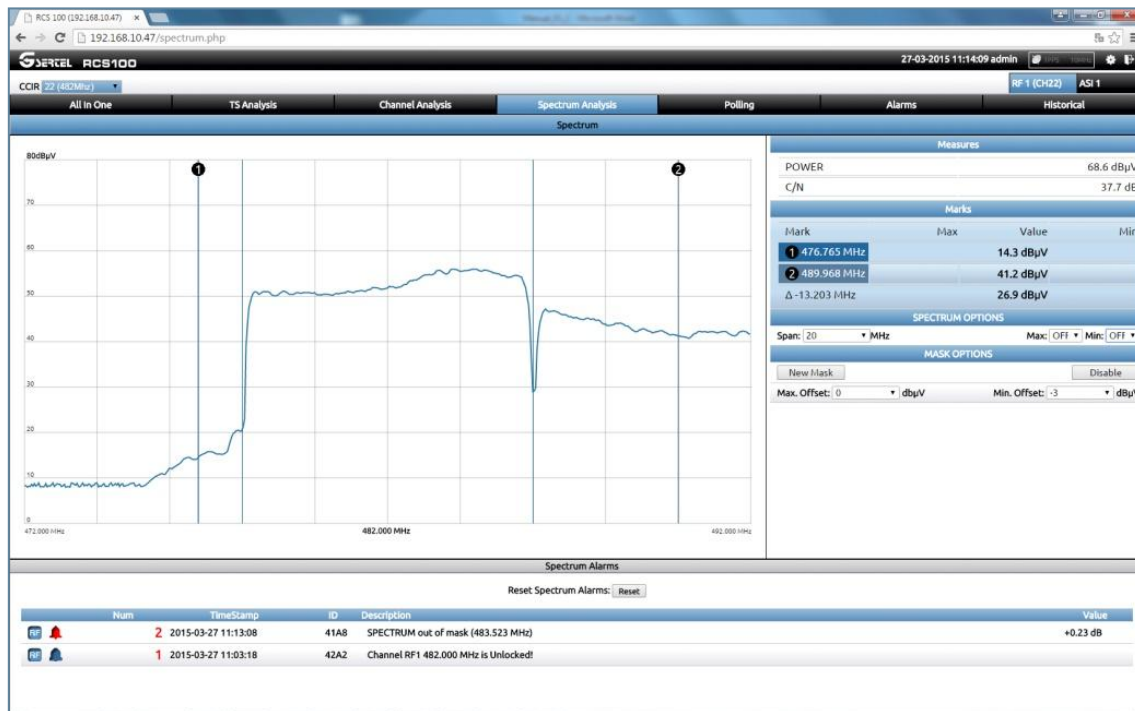 RCS 100 (192.168.10.47)
192.168.10.47/spectrum.php
SERTEL RCS100
27-03-2015 11:14:09 admin 1PPS 10MHz
CCIR 22 (482Mhz)
RF 1 (CH22) ASI 1
All In One TS Analysis Channel Analysis Spectrum Analysis Polling Alarms Historical
Spectrum
80dBµV
70
60
50
40
30
20
10
0
1
2
472.000 MHz 482.000 MHz 492.000 MHz
Measures
POWER 68.6 dBµV
C/N 37.7 dB
Marks
Mark Max Value Min
1 476.765 MHz 14.3 dBµV
2 489.968 MHz 41.2 dBµV
Δ -13.203 MHz 26.9 dBµV
SPECTRUM OPTIONS
Span: 20 MHz Max: OFF Min: OFF
MASK OPTIONS
New Mask Disable
Max. Offset: 0 dbµV Min. Offset: -3 dBµV
Spectrum Alarms
Reset Spectrum Alarms: Reset
Num TimeStamp ID Description Value
RF 2 2015-03-27 11:13:08 41A8 SPECTRUM out of mask (483.523 MHz) +0.23 dB
RF 1 2015-03-27 11:03:18 42A2 Channel RF1 482.000 MHz is Unlocked!